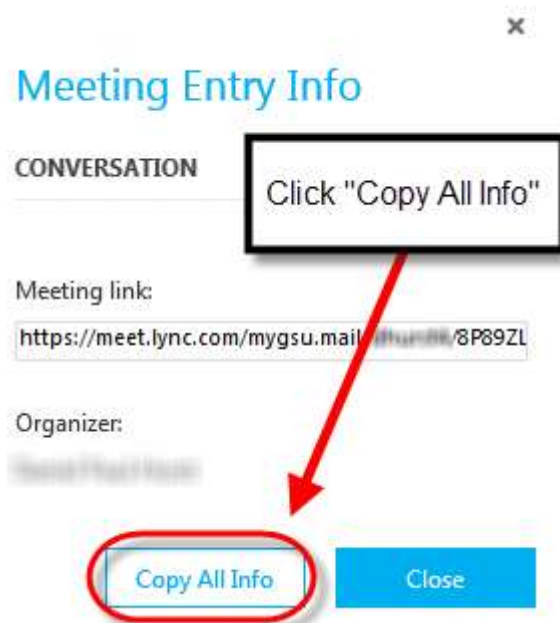 Meeting Entry Info
CONVERSATION
Click "Copy All Info"
Meeting link:
https://meet.lync.com/mygsu.mail /8P89ZL
Organizer:
Copy All Info
Close